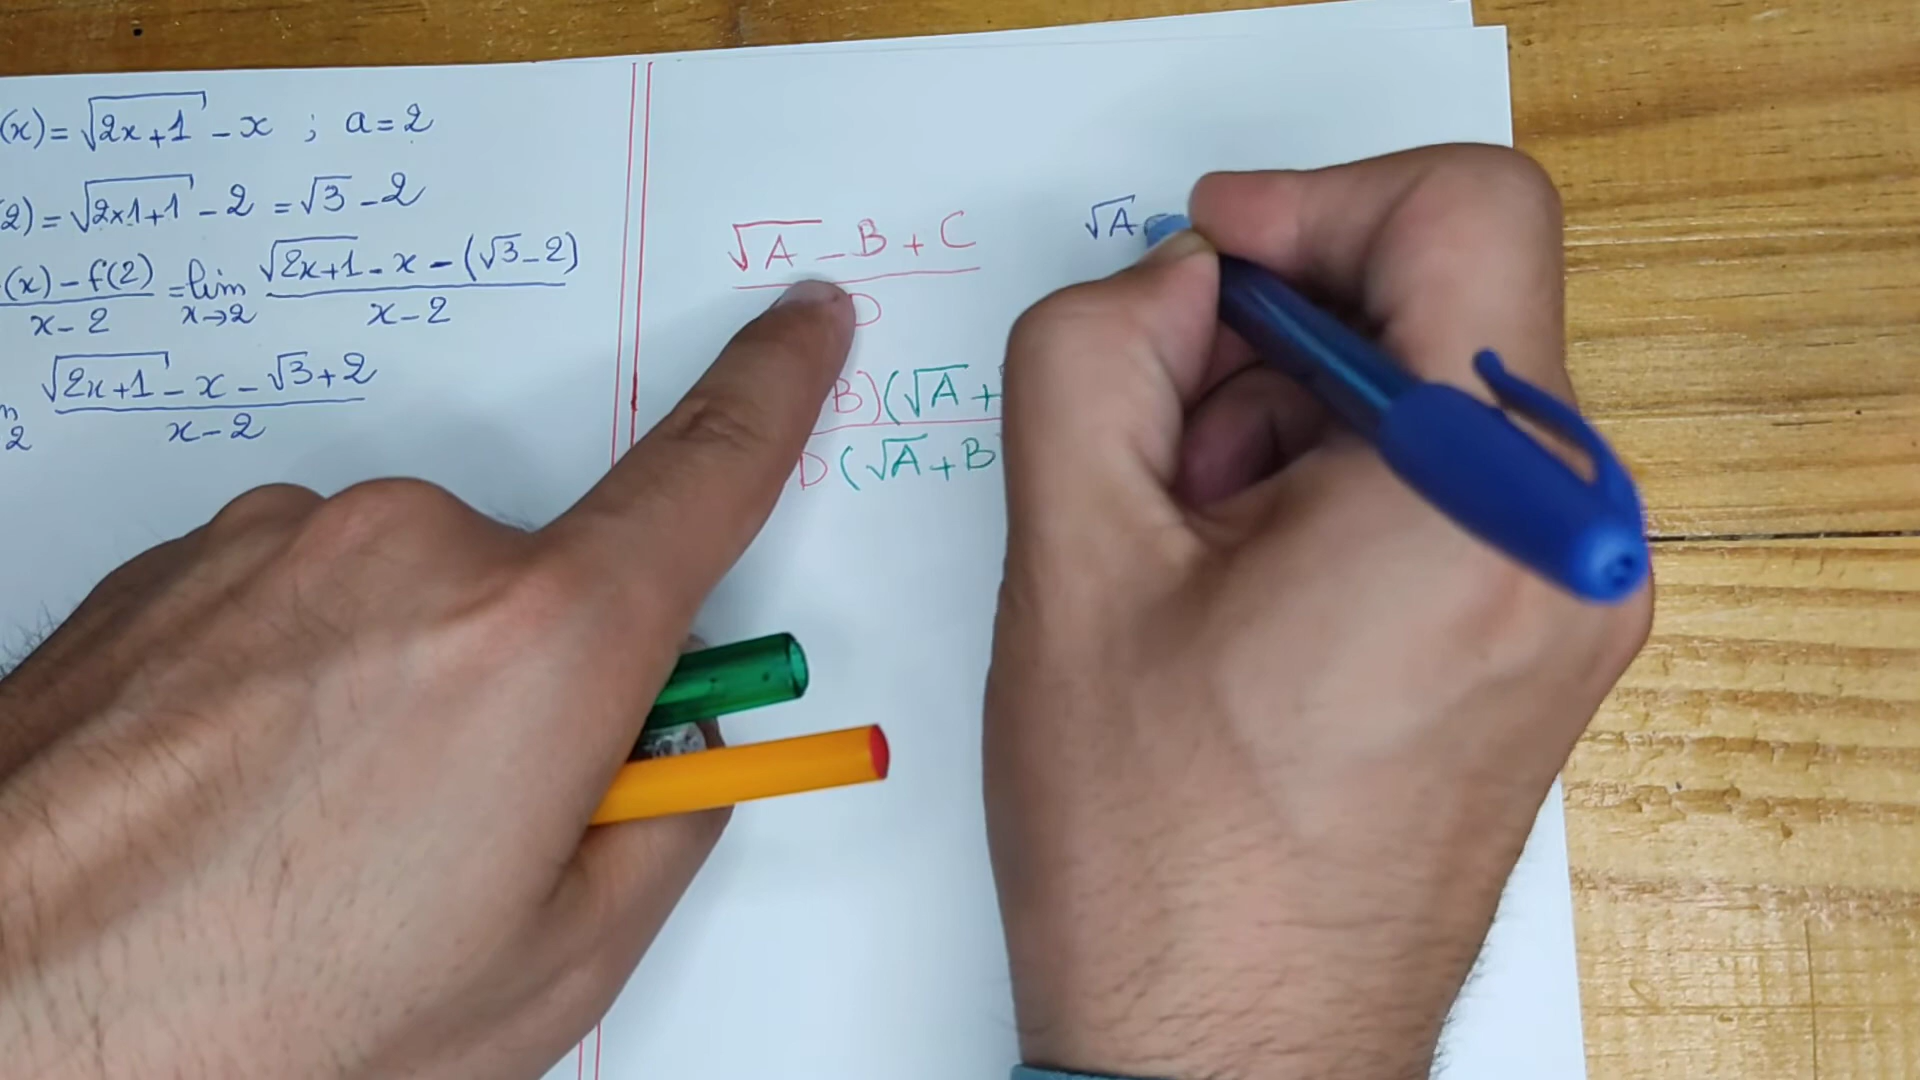 (x) = √(2x+1) - x ; a = 2
2) = √(2×1+1) - 2 = √3 - 2
(x) - f(2) / x - 2 = lim x→2 √(2x+1) - x - (√3 - 2) / x - 2
2 √(2x+1) - x - √3 + 2 / x - 2
√A - B + C
D
√A
B)(√A +
D(√A + B